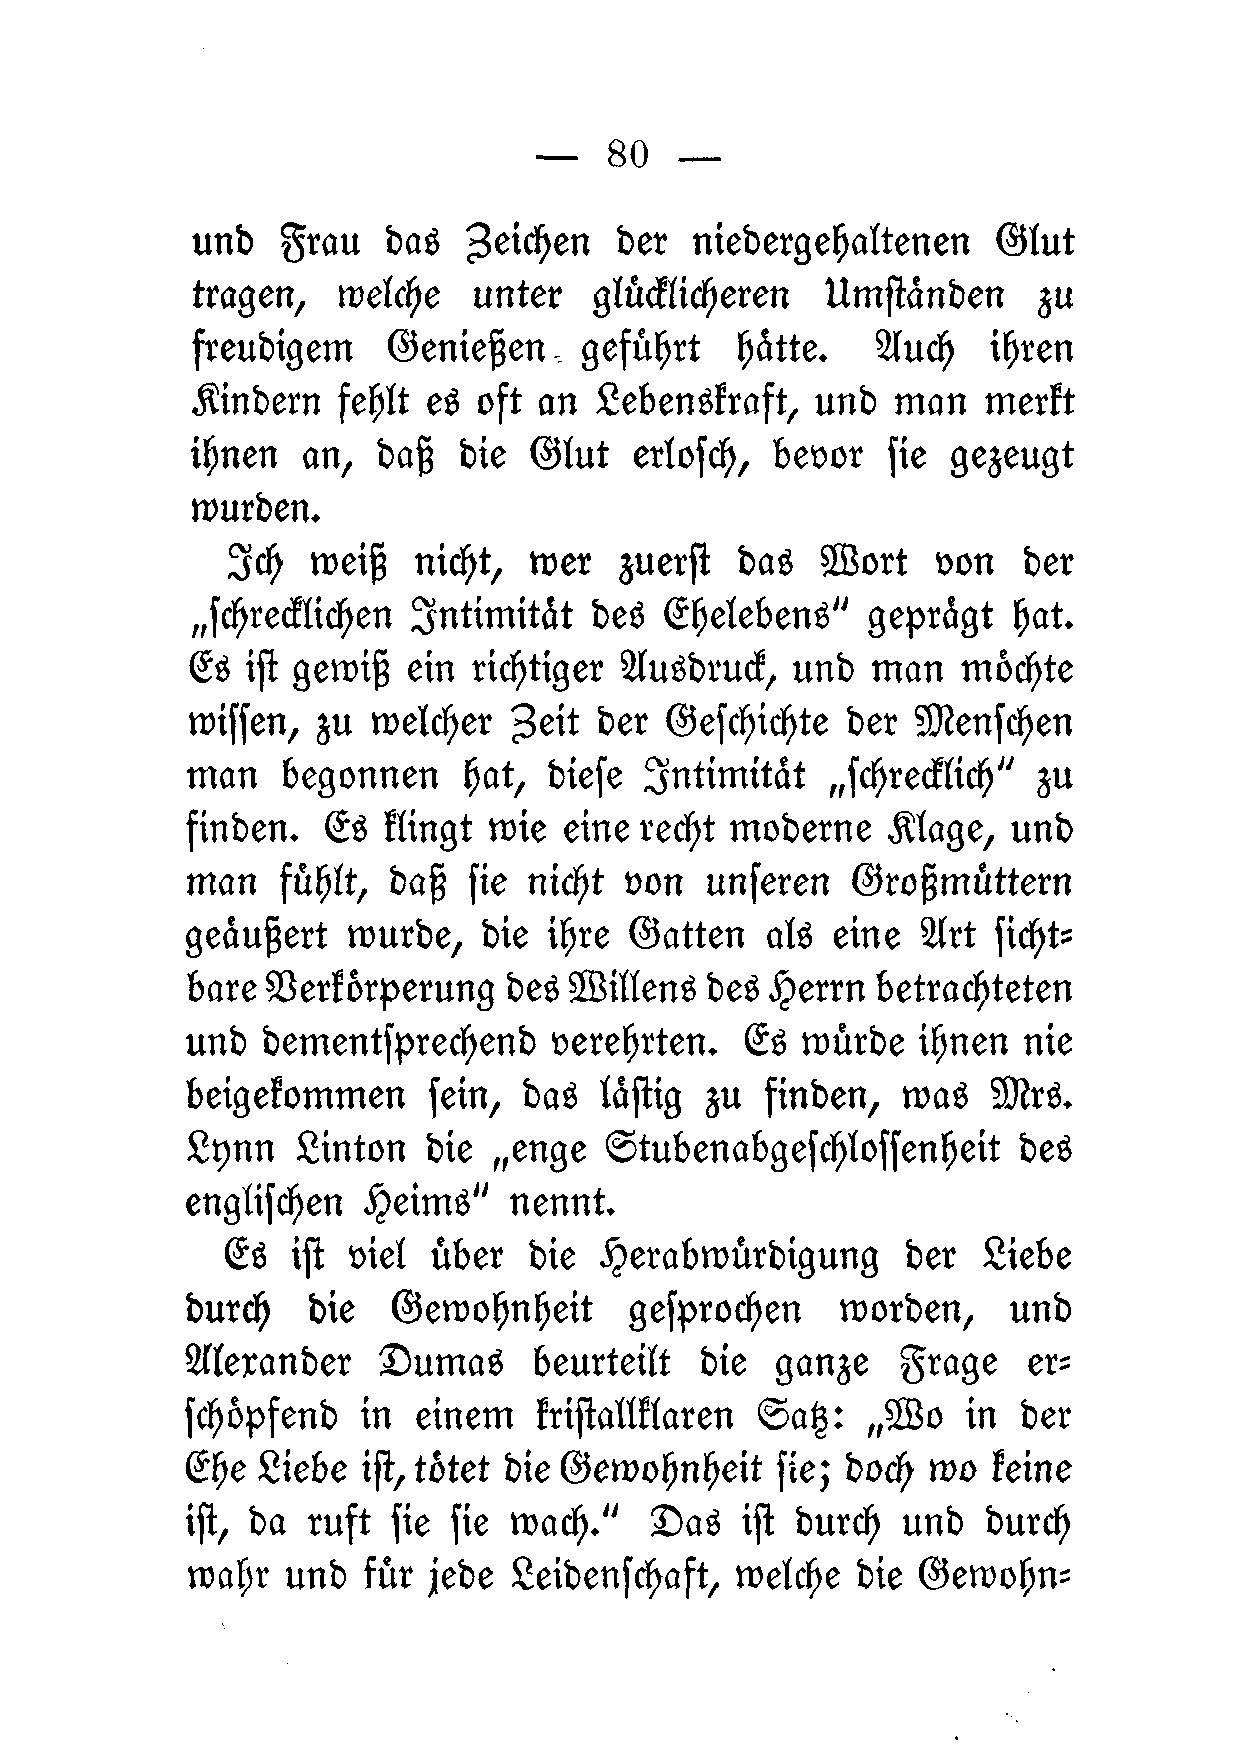 — 80 —
und Frau das Zeichen der niedergehaltenen Glut
tragen, welche unter glücklicheren Umständen zu
freudigem Genießen geführt hätte. Auch ihren
Kindern fehlt es oft an Lebenskraft, und man merkt
ihnen an, daß die Glut erlosch, bevor sie gezeugt
wurden.
Ich weiß nicht, wer zuerst das Wort von der
„schrecklichen Intimität des Ehelebens“ geprägt hat.
Es ist gewiß ein richtiger Ausdruck, und man möchte
wissen, zu welcher Zeit der Geschichte der Menschen
man begonnen hat, diese Intimität „schrecklich“ zu
finden. Es klingt wie eine recht moderne Klage, und
man fühlt, daß sie nicht von unseren Großmüttern
geäußert wurde, die ihre Gatten als eine Art sicht-
bare Verkörperung des Willens des Herrn betrachteten
und dementsprechend verehrten. Es würde ihnen nie
beigekommen sein, das lästig zu finden, was Mrs.
Lynn Linton die „enge Stubenabgeschlossenheit des
englischen Heims“ nennt.
Es ist viel über die Herabwürdigung der Liebe
durch die Gewohnheit gesprochen worden, und
Alexander Dumas beurteilt die ganze Frage er-
schöpfend in einem kristallklaren Satz: „Wo in der
Ehe Liebe ist, tötet die Gewohnheit sie; doch wo keine
ist, da ruft sie sie wach.“ Das ist durch und durch
wahr und für jede Leidenschaft, welche die Gewohn-